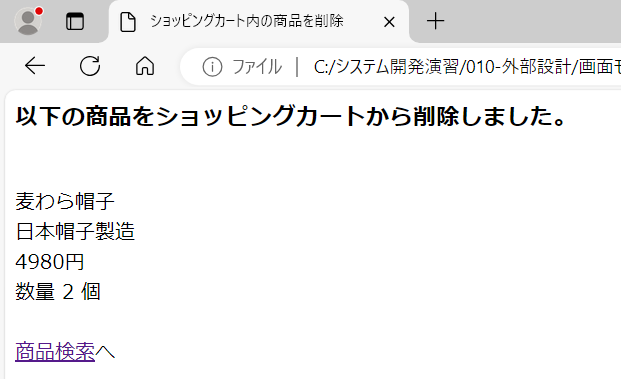 ショッピングカート内の商品を削除
ファイル C:/システム開発演習/010-外部設計/画面モ
以下の商品をショッピングカートから削除しました。
麦わら帽子
日本帽子製造
4980円
数量 2 個
商品検索へ